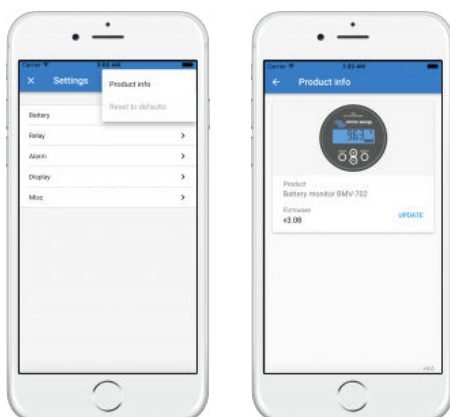 Settings
Product info
Reset to defaults
Battery
Relay
Alarm
Display
Misc
Product info
Product
Battery monitor BMV-702
Firmware
v3.08
UPDATE